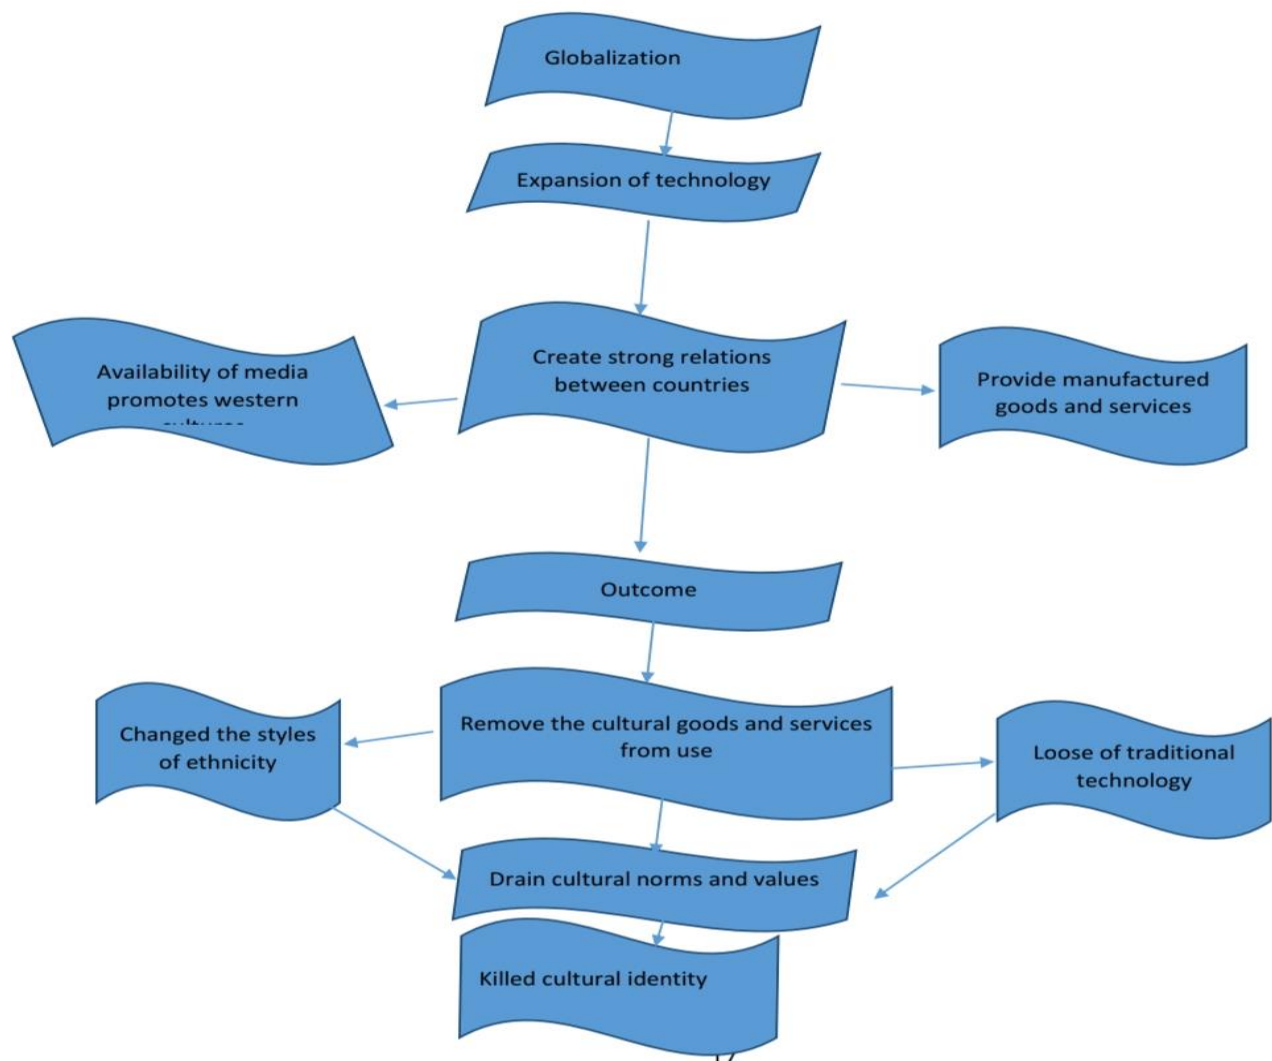 Globalization
Expansion of technology
Create strong relations
between countries
Availability of media
promotes western
Provide manufactured
goods and services
Outcome
Remove the cultural goods and services
from use
Changed the styles
of ethnicity
Loose of traditional
technology
Drain cultural norms and values
Killed cultural identity